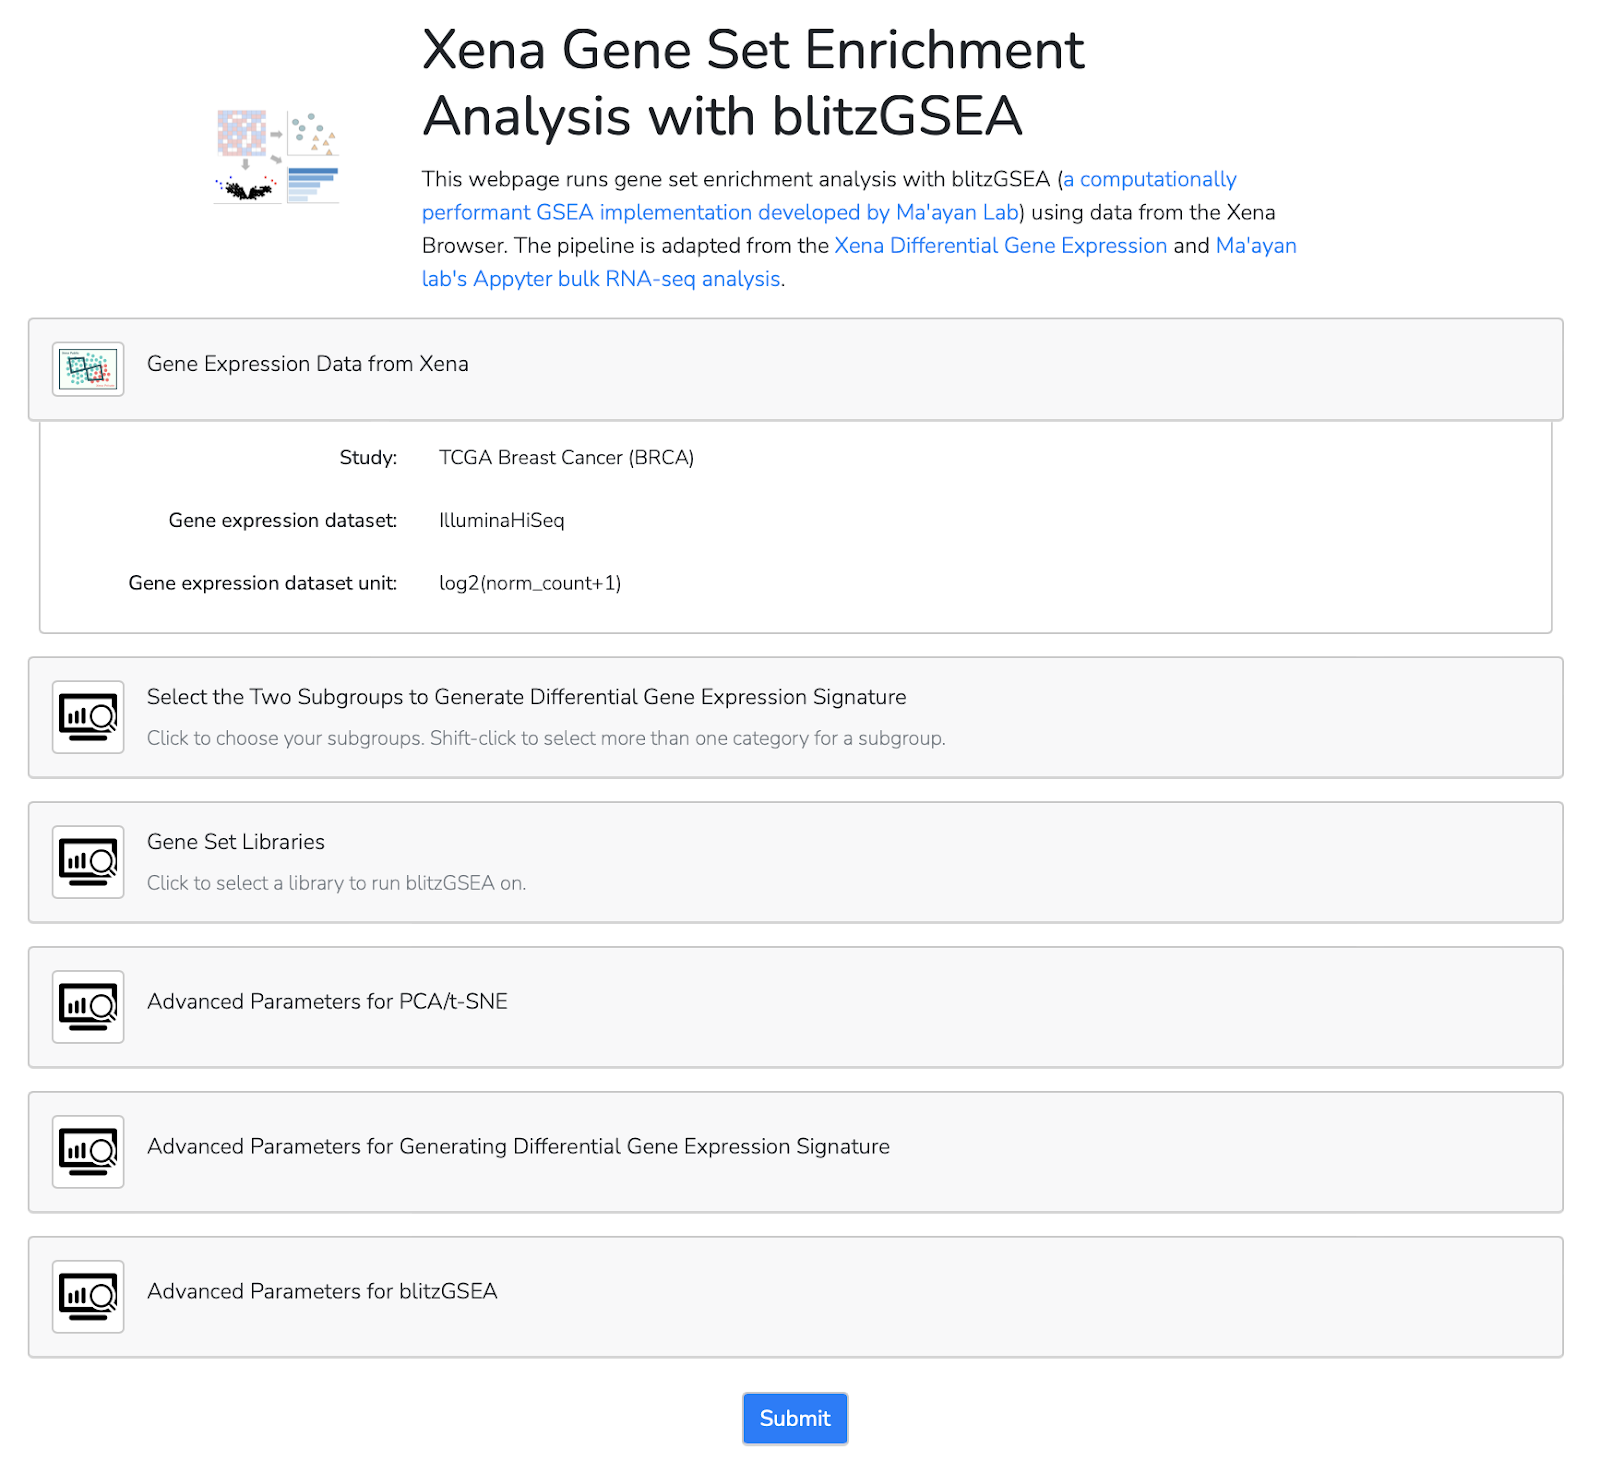 Xena Gene Set Enrichment
Analysis with blitzGSEA
This webpage runs gene set enrichment analysis with blitzGSEA (a computationally
performant GSEA implementation developed by Ma'ayan Lab) using data from the Xena
Browser. The pipeline is adapted from the Xena Differential Gene Expression and Ma'ayan
lab's Appyter bulk RNA-seq analysis.
Gene Expression Data from Xena
Study: TCGA Breast Cancer (BRCA)
Gene expression dataset: IlluminaHiSeq
Gene expression dataset unit: log2(norm_count+1)
Select the Two Subgroups to Generate Differential Gene Expression Signature
Click to choose your subgroups. Shift-click to select more than one category for a subgroup.
Gene Set Libraries
Click to select a library to run blitzGSEA on.
Advanced Parameters for PCA/t-SNE
Advanced Parameters for Generating Differential Gene Expression Signature
Advanced Parameters for blitzGSEA
Submit